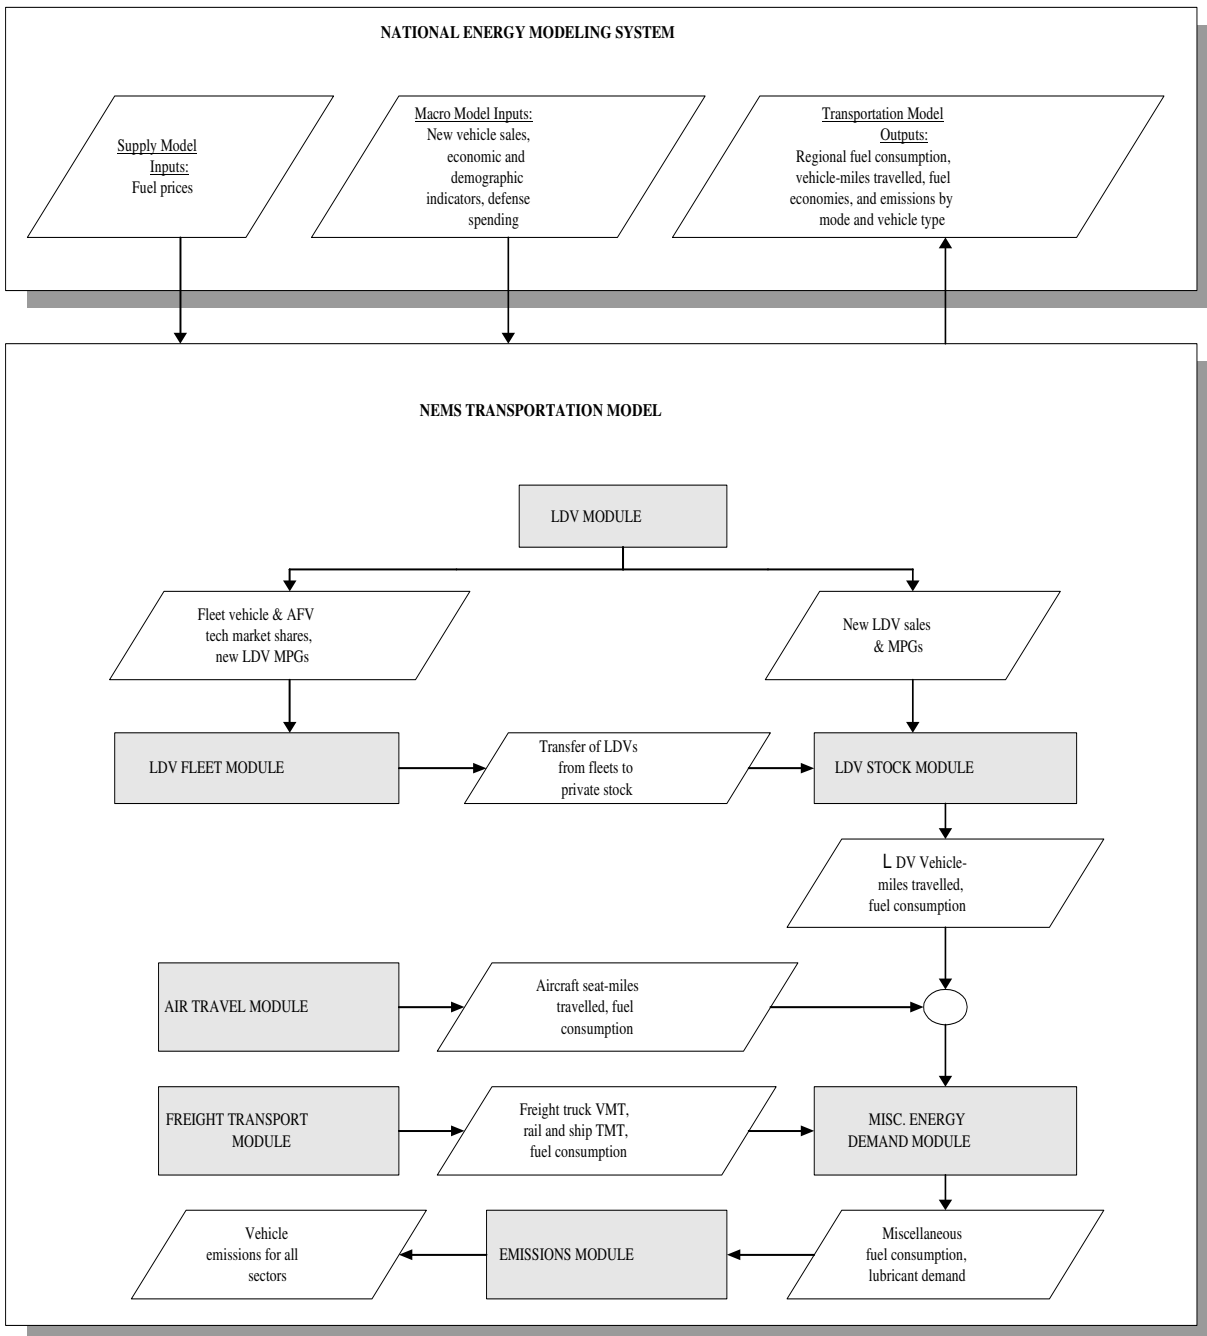 NATIONAL ENERGY MODELING SYSTEM
Supply Model
Inputs:
Fuel prices
Macro Model Inputs:
New vehicle sales,
economic and
demographic
indicators, defense
spending
Transportation Model
Outputs:
Regional fuel consumption,
vehicle-miles travelled, fuel
economies, and emissions by
mode and vehicle type
NEMS TRANSPORTATION MODEL
LDV MODULE
Fleet vehicle & AFV
tech market shares,
new LDV MPGs
New LDV sales
& MPGs
LDV FLEET MODULE
Transfer of LDVs
from fleets to
private stock
LDV STOCK MODULE
L DV Vehicle-
miles travelled,
fuel consumption
AIR TRAVEL MODULE
Aircraft seat-miles
travelled, fuel
consumption
FREIGHT TRANSPORT
MODULE
Freight truck VMT,
rail and ship TMT,
fuel consumption
MISC. ENERGY
DEMAND MODULE
Vehicle
emissions for all
sectors
EMISSIONS MODULE
Miscellaneous
fuel consumption,
lubricant demand